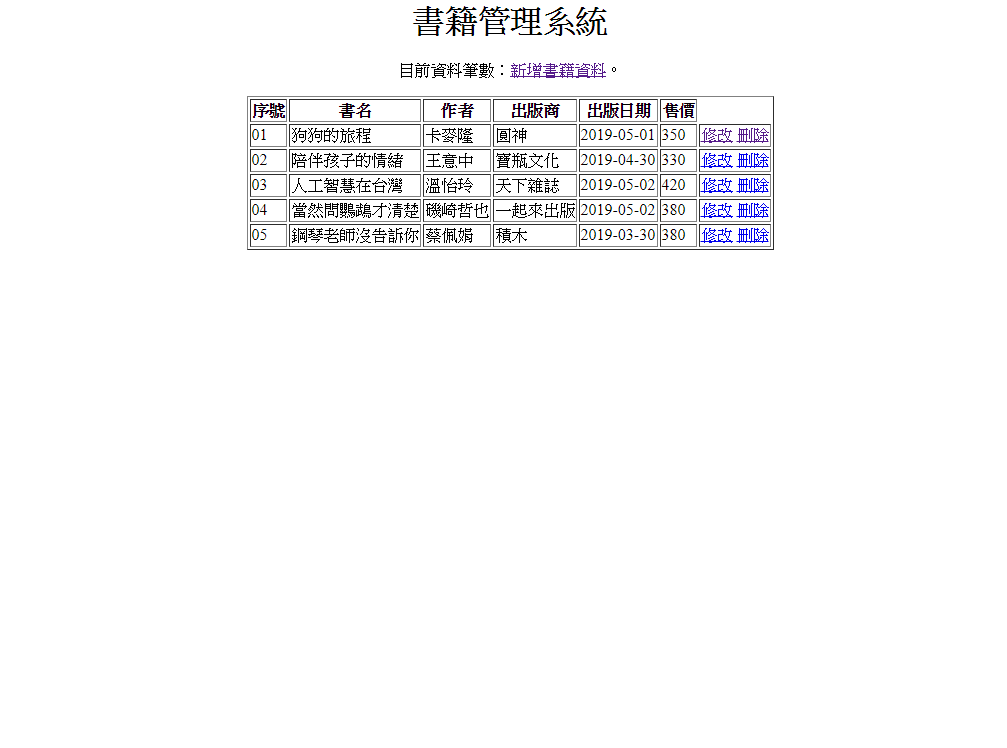 書籍管理系統
目前資料筆數：新增書籍資料。
序號 書名 作者 出版商 出版日期 售價
01 狗狗的旅程 卡麥隆 圓神 2019-05-01 350 修改 刪除
02 陪伴孩子的情緒 王意中 寶瓶文化 2019-04-30 330 修改 刪除
03 人工智慧在台灣 溫怡玲 天下雜誌 2019-05-02 420 修改 刪除
04 當然問鸚鵡才清楚 磯崎哲也 一起來出版 2019-05-02 380 修改 刪除
05 鋼琴老師沒告訴你 蔡佩娟 積木 2019-03-30 380 修改 刪除